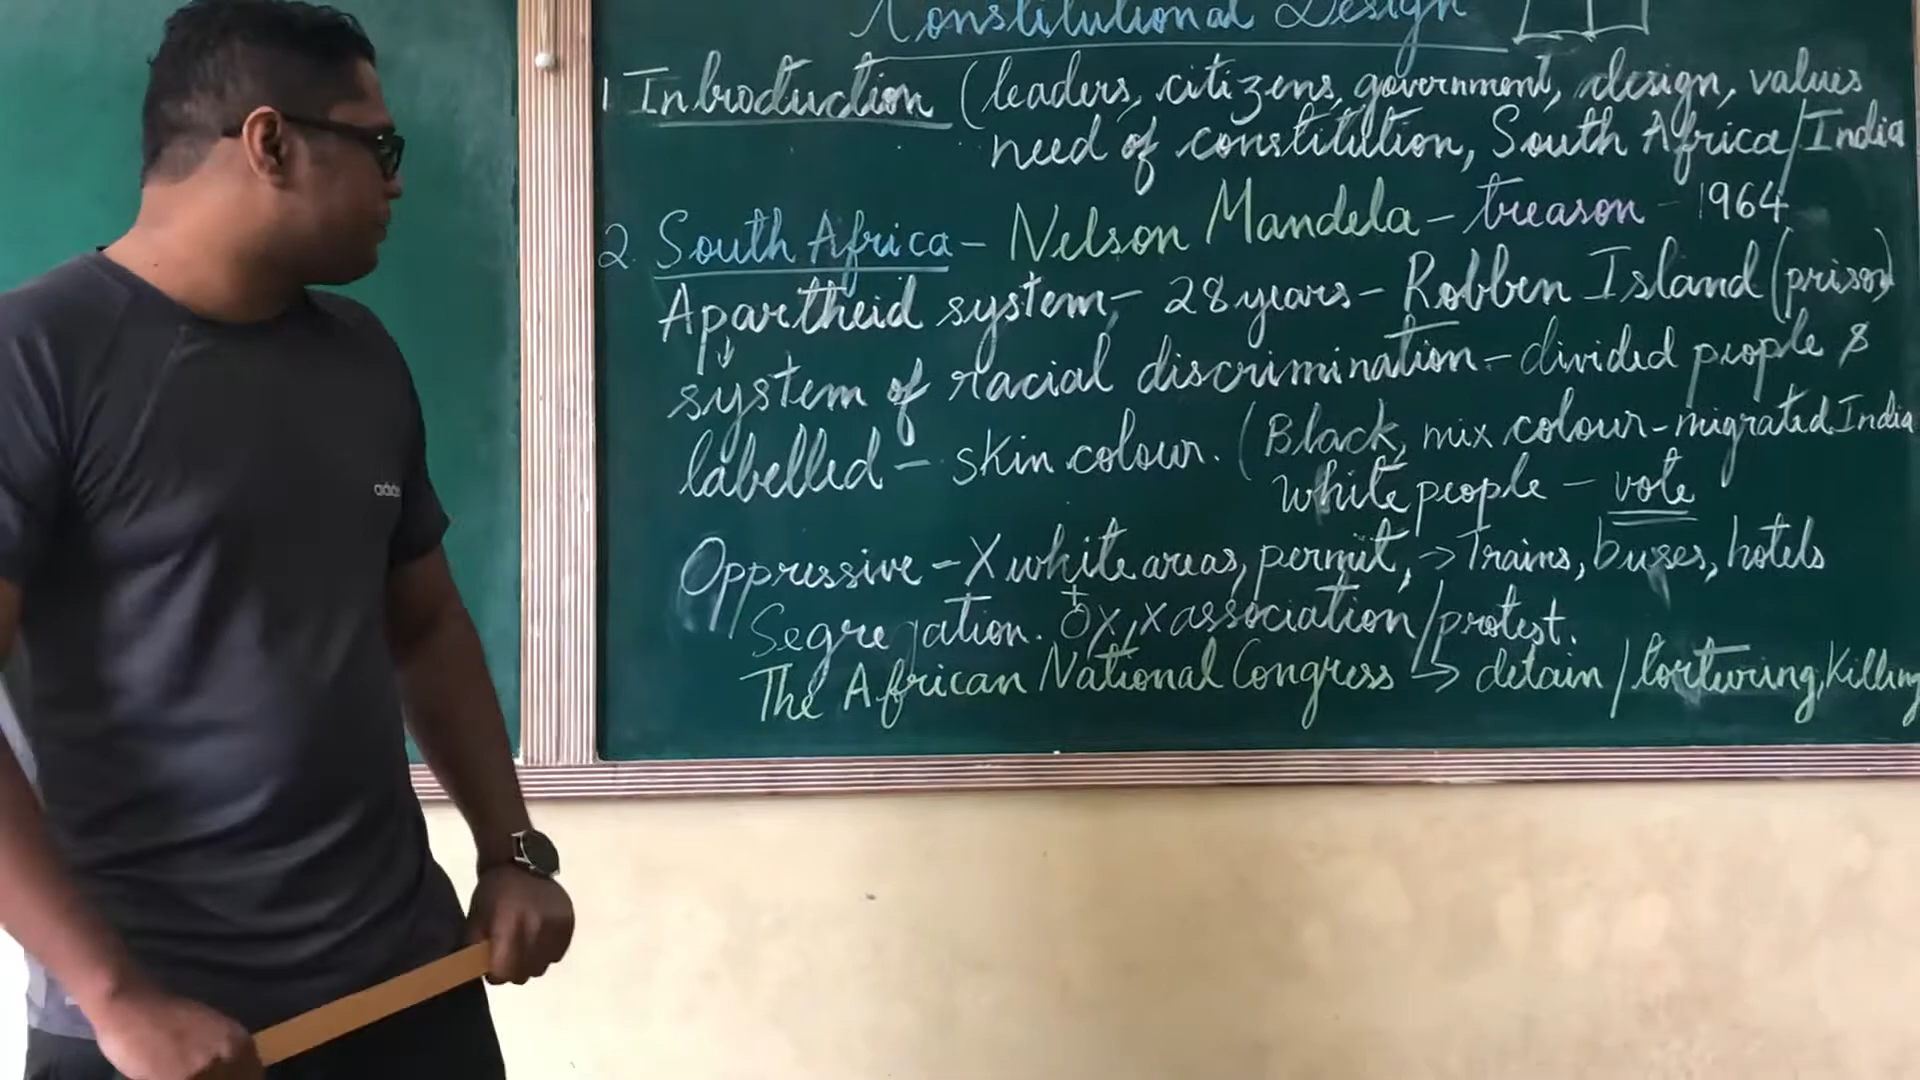 Constitutional Design
1 Introduction (leaders, citizens, government, design, values
need of constitution, South Africa/India
2. South Africa - Nelson Mandela - treason - 1964
Apartheid system, - 28 years - Robben Island (prison)
↓
system of racial discrimination - divided people &
labelled - skin colour. (Black, mix colour - migrated India
white people - vote
Oppressive - X white areas, permit, -> Trains, buses, hotels
Segregation. X, X association/protest.
The African National Congress ↳ detain/torturing, killing
adidas